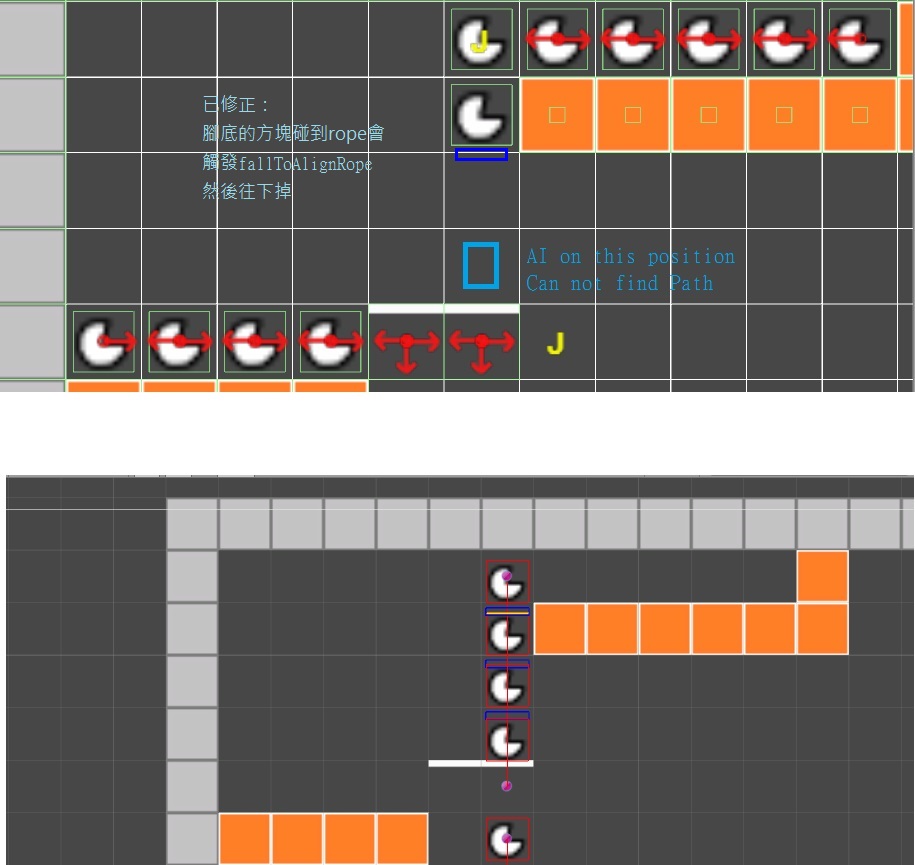 J
已修正：
腳底的方塊碰到rope會
觸發fallToAlignRope
然後往下掉
AI on this position
Can not find Path
J